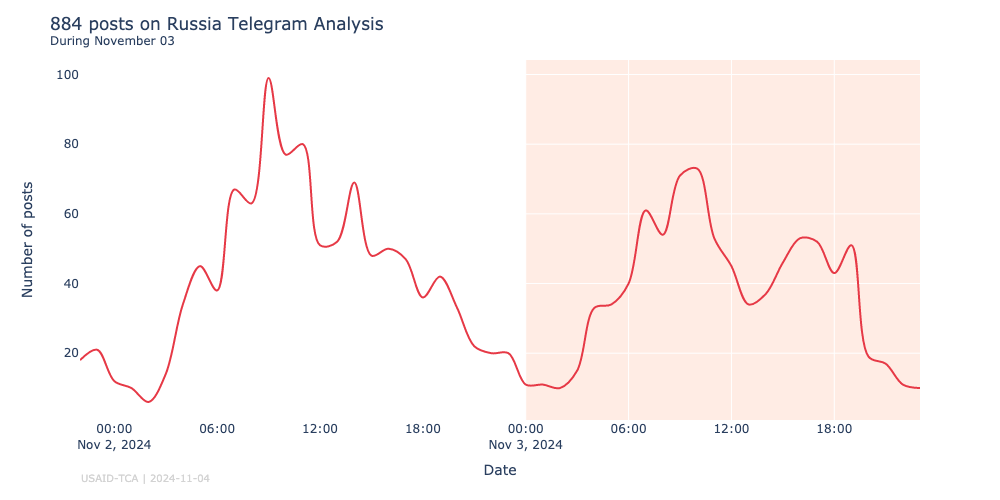 884 posts on Russia Telegram Analysis
During November 03
Number of posts
100
80
60
40
20
00:00 06:00 12:00 18:00 00:00 06:00 12:00 18:00
Nov 2, 2024 Nov 3, 2024
Date
USAID-TCA | 2024-11-04